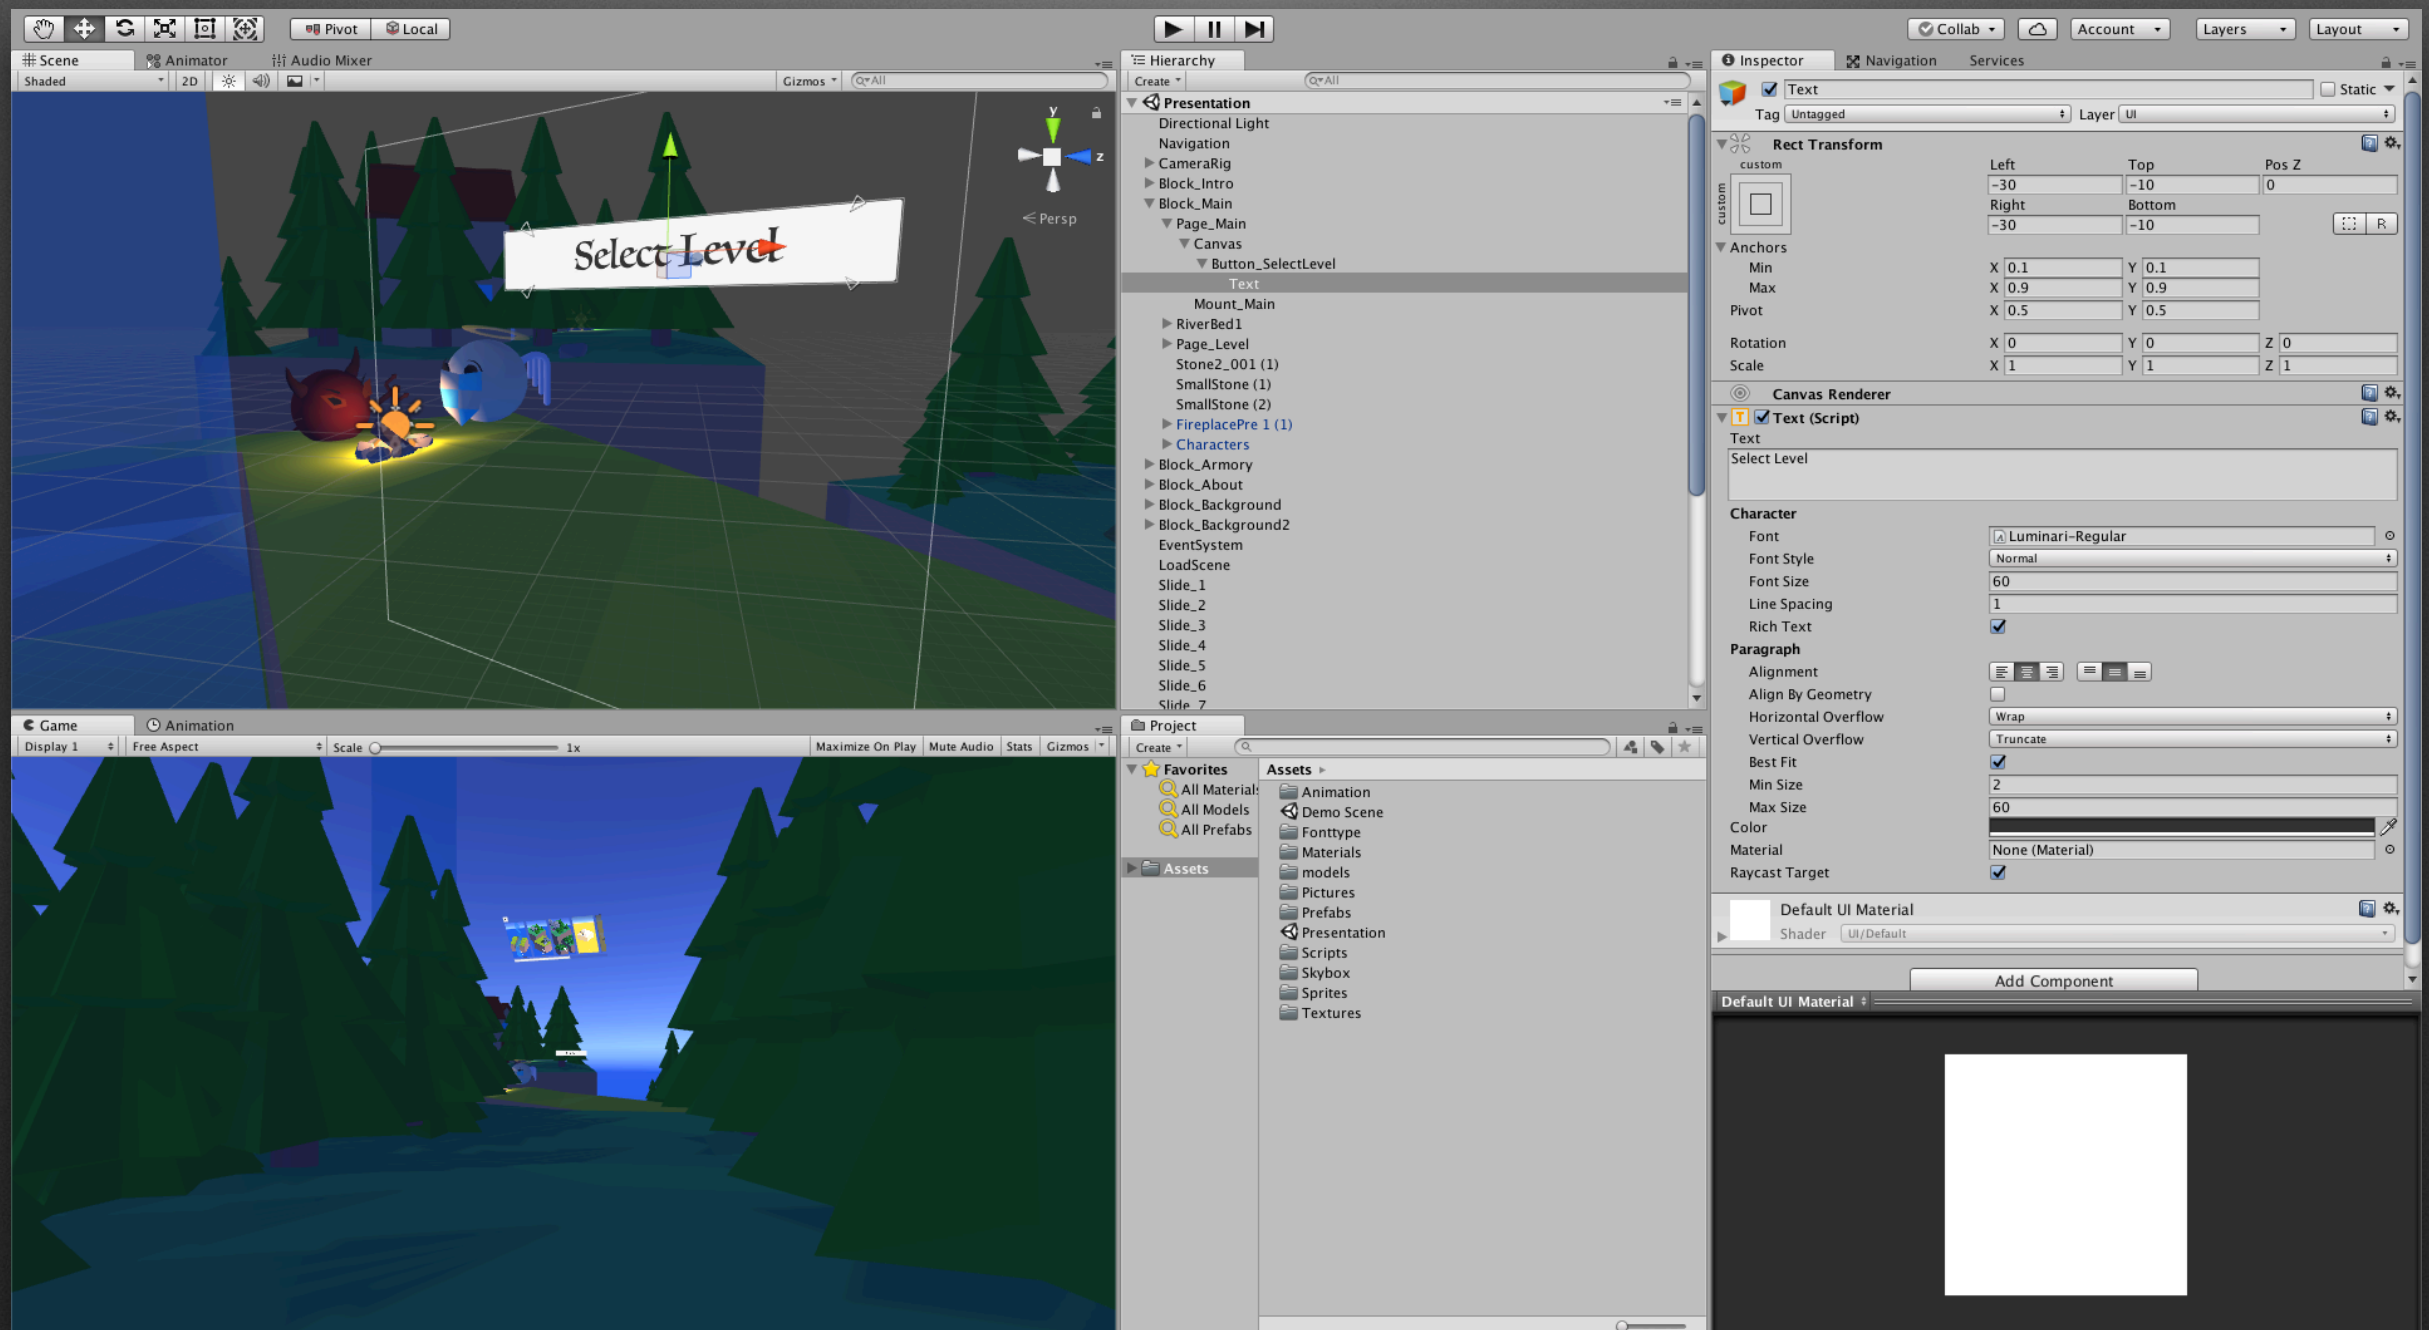 Pivot Local Collab Account Layers Layout
Scene Animator Audio Mixer
Shaded 2D Gizmos All
y
z
Persp
Select Level
Hierarchy
Create All
Presentation
Directional Light
Navigation
CameraRig
Block_Intro
Block_Main
Page_Main
Canvas
Button_SelectLevel
Text
Mount_Main
RiverBed1
Page_Level
Stone2_001 (1)
SmallStone (1)
SmallStone (2)
FireplacePre 1 (1)
Characters
Block_Armory
Block_About
Block_Background
Block_Background2
EventSystem
LoadScene
Slide_1
Slide_2
Slide_3
Slide_4
Slide_5
Slide_6
Slide_7
Inspector Navigation Services
Text Static
Tag Untagged Layer UI
Rect Transform
custom Left Top Pos Z
custom
-30 -10 0
Right Bottom
-30 -10 R
Anchors
Min X 0.1 Y 0.1
Max X 0.9 Y 0.9
Pivot X 0.5 Y 0.5
Rotation X 0 Y 0 Z 0
Scale X 1 Y 1 Z 1
Canvas Renderer
T Text (Script)
Text
Select Level
Character
Font Luminari-Regular
Font Style Normal
Font Size 60
Line Spacing 1
Rich Text
Paragraph
Alignment
Align By Geometry
Horizontal Overflow Wrap
Vertical Overflow Truncate
Best Fit
Min Size 2
Max Size 60
Color
Material None (Material)
Raycast Target
Default UI Material
Shader UI/Default
Add Component
Default UI Material
Game Animation
Display 1 Free Aspect Scale 1x Maximize On Play Mute Audio Stats Gizmos
Project
Create
Favorites
All Materials
All Models
All Prefabs
Assets
Assets
Animation
Demo Scene
Fonttype
Materials
models
Pictures
Prefabs
Presentation
Scripts
Skybox
Sprites
Textures